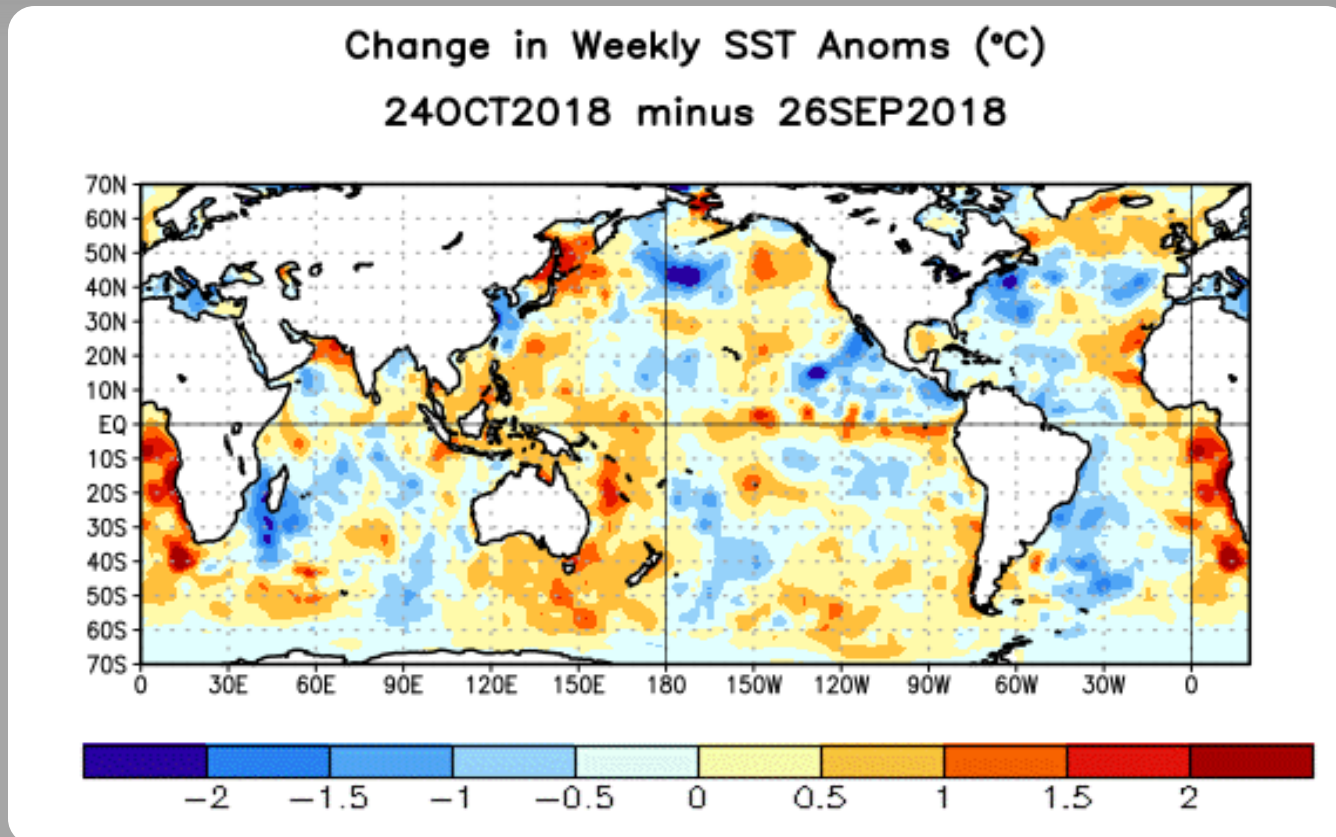 Change in Weekly SST Anoms (°C)
24OCT2018 minus 26SEP2018
70N
60N
50N
40N
30N
20N
10N
EQ
10S
20S
30S
40S
50S
60S
70S
0 30E 60E 90E 120E 150E 180 150W 120W 90W 60W 30W 0
−2 −1.5 −1 −0.5 0 0.5 1 1.5 2